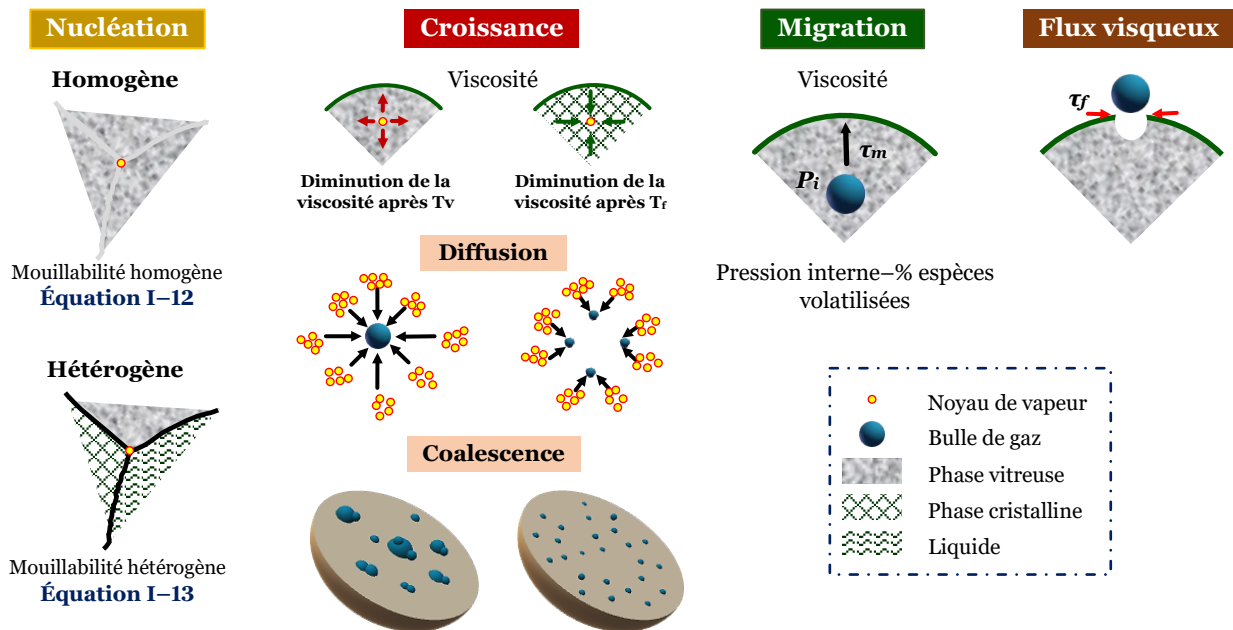 Nucléation
Homogène
Mouillabilité homogène
Équation I–12
Hétérogène
Mouillabilité hétérogène
Équation I–13
Croissance
Viscosité
Diminution de la
viscosité après Tv
Diminution de la
viscosité après Tf
Diffusion
Coalescence
Migration
Viscosité
τm
Pi
Pression interne–% espèces
volatilisées
Flux visqueux
τf
Noyau de vapeur
Bulle de gaz
Phase vitreuse
Phase cristalline
Liquide